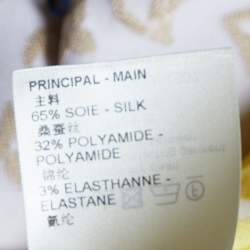 PRINCIPAL - MAIN
主料
65% SOIE - SILK
桑蚕丝
32% POLYAMIDE -
POLYAMIDE
锦纶
3% ELASTHANNE -
ELASTANE
氨纶